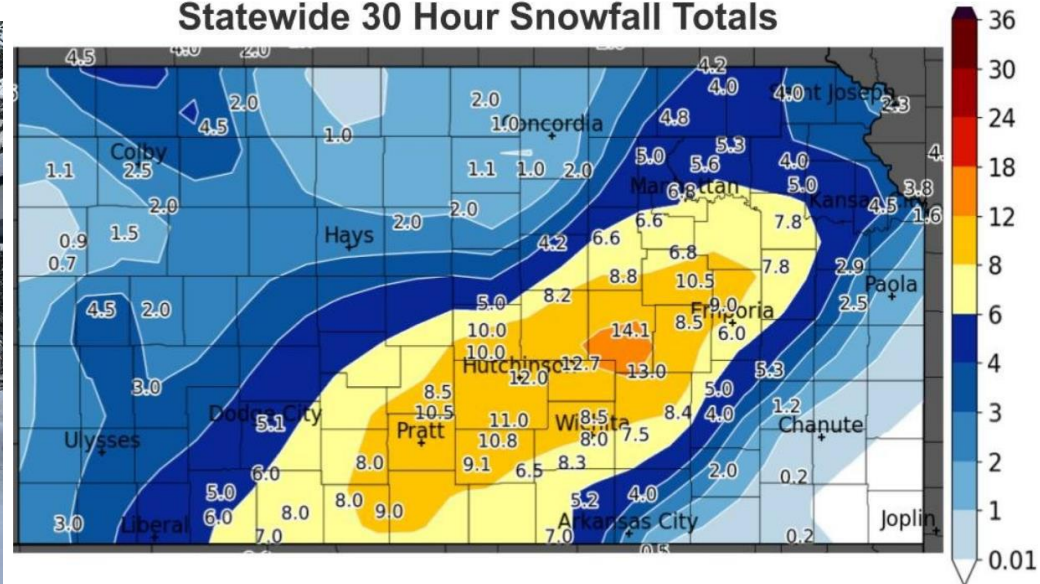 Statewide 30 Hour Snowfall Totals
36
4.5 4.0 2.0
4.2
30
4.5 2.0 1.0 2.0 1.0 Concordia 4.8 4.0 4.0 Saint Joseph 2.3
24
Colby
1.1 2.5 1.1 1.0 2.0 5.0 5.6 5.3 4.0 4.
18
2.0 2.0 Manhattan 6.8 5.0 Kansas City 4.5 3.8 1.6
12
0.9 1.5 Hays 2.0 4.2 6.6 6.6 7.8
0.7 8.8 6.8 7.8 2.9
8
4.5 2.0 5.0 8.2 10.5 9.0 2.5 Paola
6
10.0 14.1 8.5 Emporia 6.0
10.0
4
3.0 Hutchinson 12.0 12.7 13.0 5.3
8.5 5.0
3
Dodge City 5.1 10.5 11.0 8.5 8.4 4.0 1.2
Ulysses Pratt 10.8 Wichita 8.0 7.5 Chanute
2
6.0 8.0 9.1 6.5 8.3 2.0 0.2
1
5.0 8.0 5.2 4.0
3.0 Liberal 6.0 8.0 9.0 Arkansas City Joplin
7.0 7.0 0.2
0.5
0.01